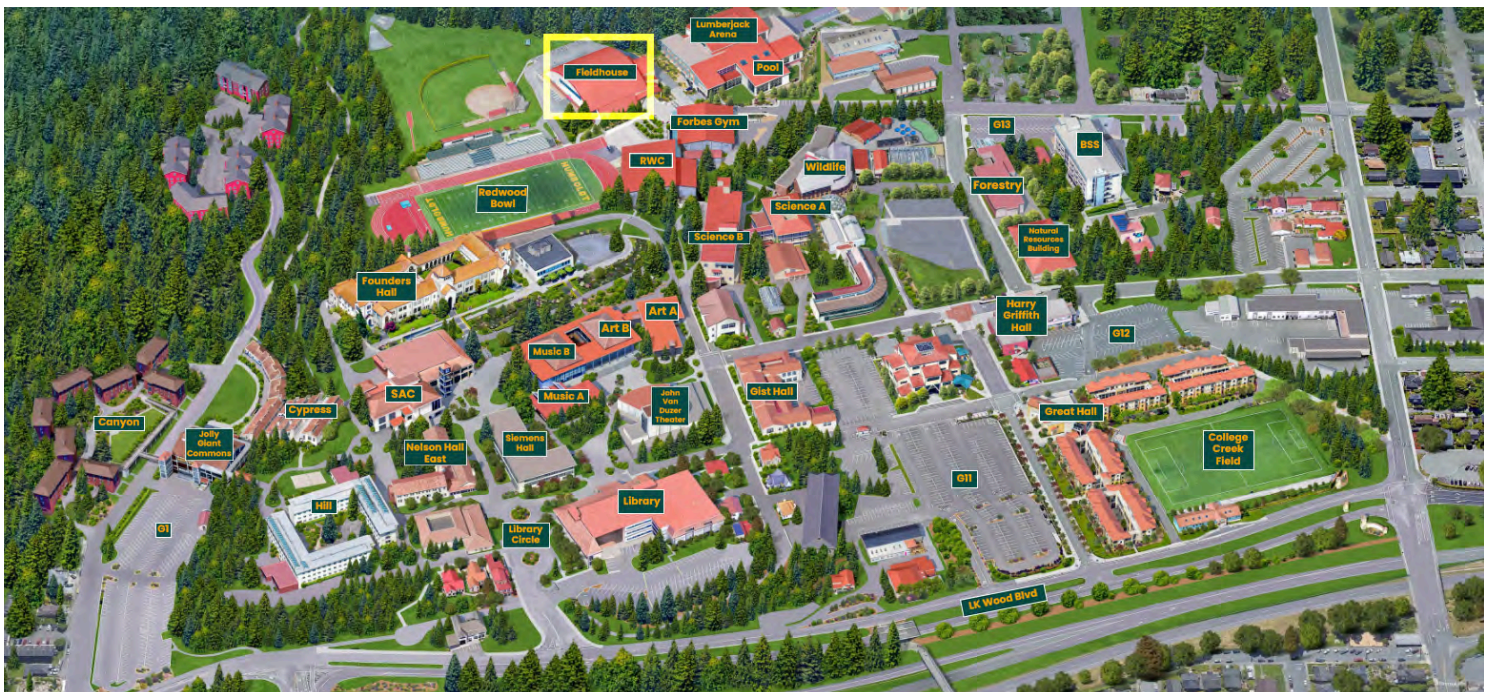 Lumberjack
Arena
Fieldhouse
Pool
Forbes Gym
G13
BSS
RWC
Wildlife
Redwood
Bowl
HUMBOLDT
Forestry
Science A
Science B
Natural
Resources
Building
Founders
Hall
Art A
Art B
Harry
Griffith
Hall
G12
Music B
SAC
Music A
John
Van
Duzer
Theater
Gist Hall
Great Hall
Canyon
Cypress
Jolly
Giant
Commons
Nelson Hall
East
Siemens
Hall
College
Creek
Field
G11
Hill
Library
G1
Library
Circle
LK Wood Blvd